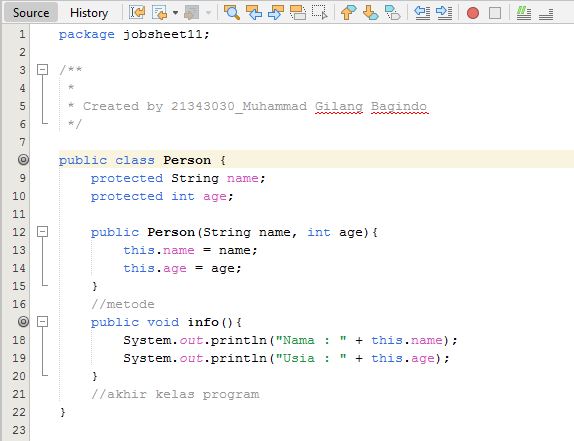 Source History
1 package jobsheet11;
2
3 /**
4 *
5 * Created by 21343030_Muhammad Gilang Bagindo
6 */
7
public class Person {
9 protected String name;
10 protected int age;
11
12 public Person(String name, int age){
13 this.name = name;
14 this.age = age;
15 }
16 //metode
public void info(){
18 System.out.println("Nama : " + this.name);
19 System.out.println("Usia : " + this.age);
20 }
21 //akhir kelas program
22 }
23